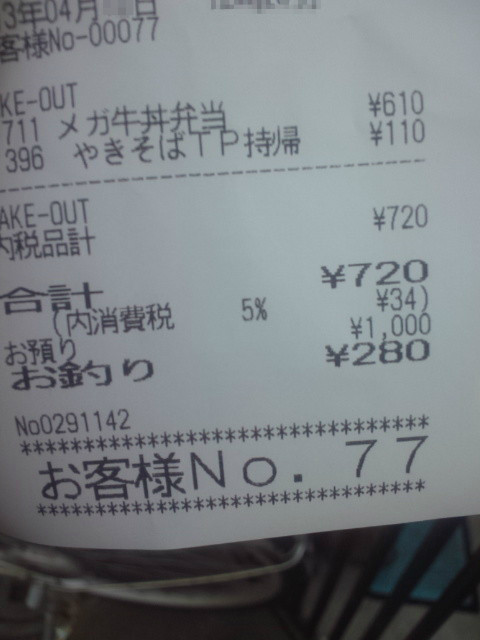 3年04月 日
客様No-00077
KE-OUT
711 メガ牛丼弁当 ¥610
396 やきそばTP持帰 ¥110
AKE-OUT
内税品計 ¥720
合計 ¥720
(内消費税 5% ¥34)
お預り ¥1,000
お釣り ¥280
No0291142
******************************
お客様No. 77
******************************